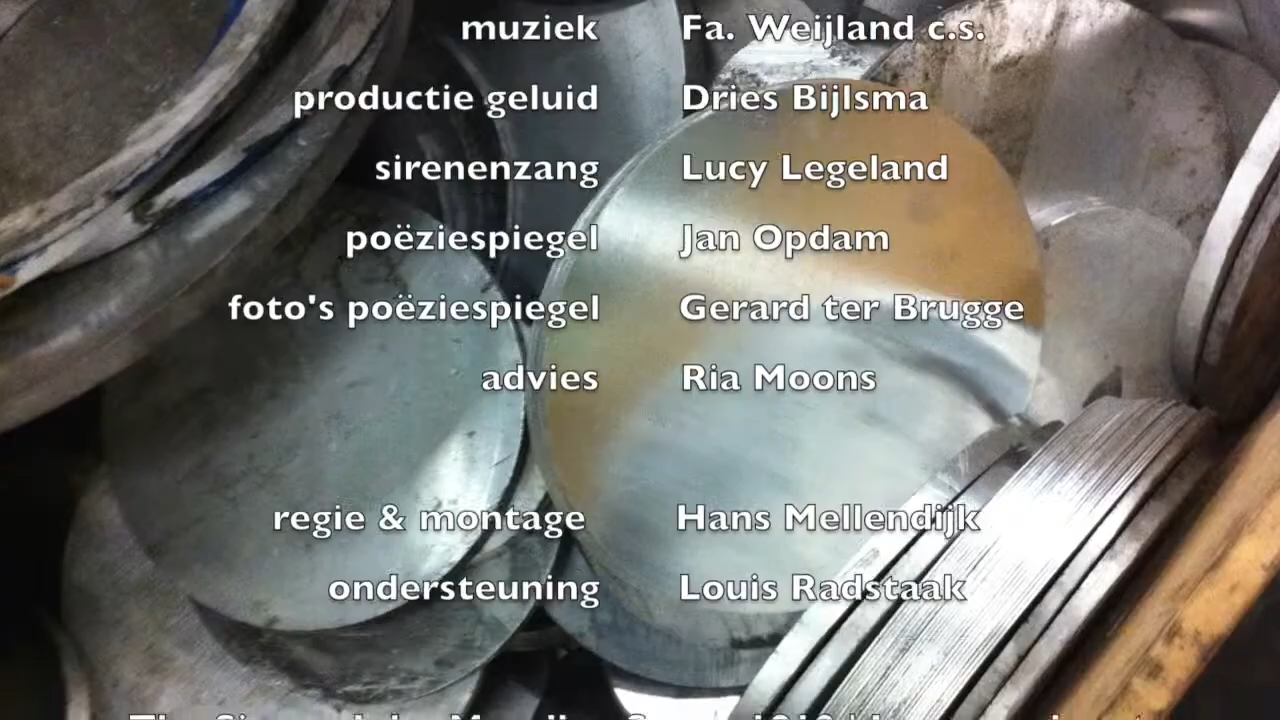 muziek Fa. Weijland c.s.
productie geluid Dries Bijlsma
sirenenzang Lucy Legeland
poëziespiegel Jan Opdam
foto's poëziespiegel Gerard ter Brugge
advies Ria Moons
regie & montage Hans Mellendijk
ondersteuning Louis Radstaak